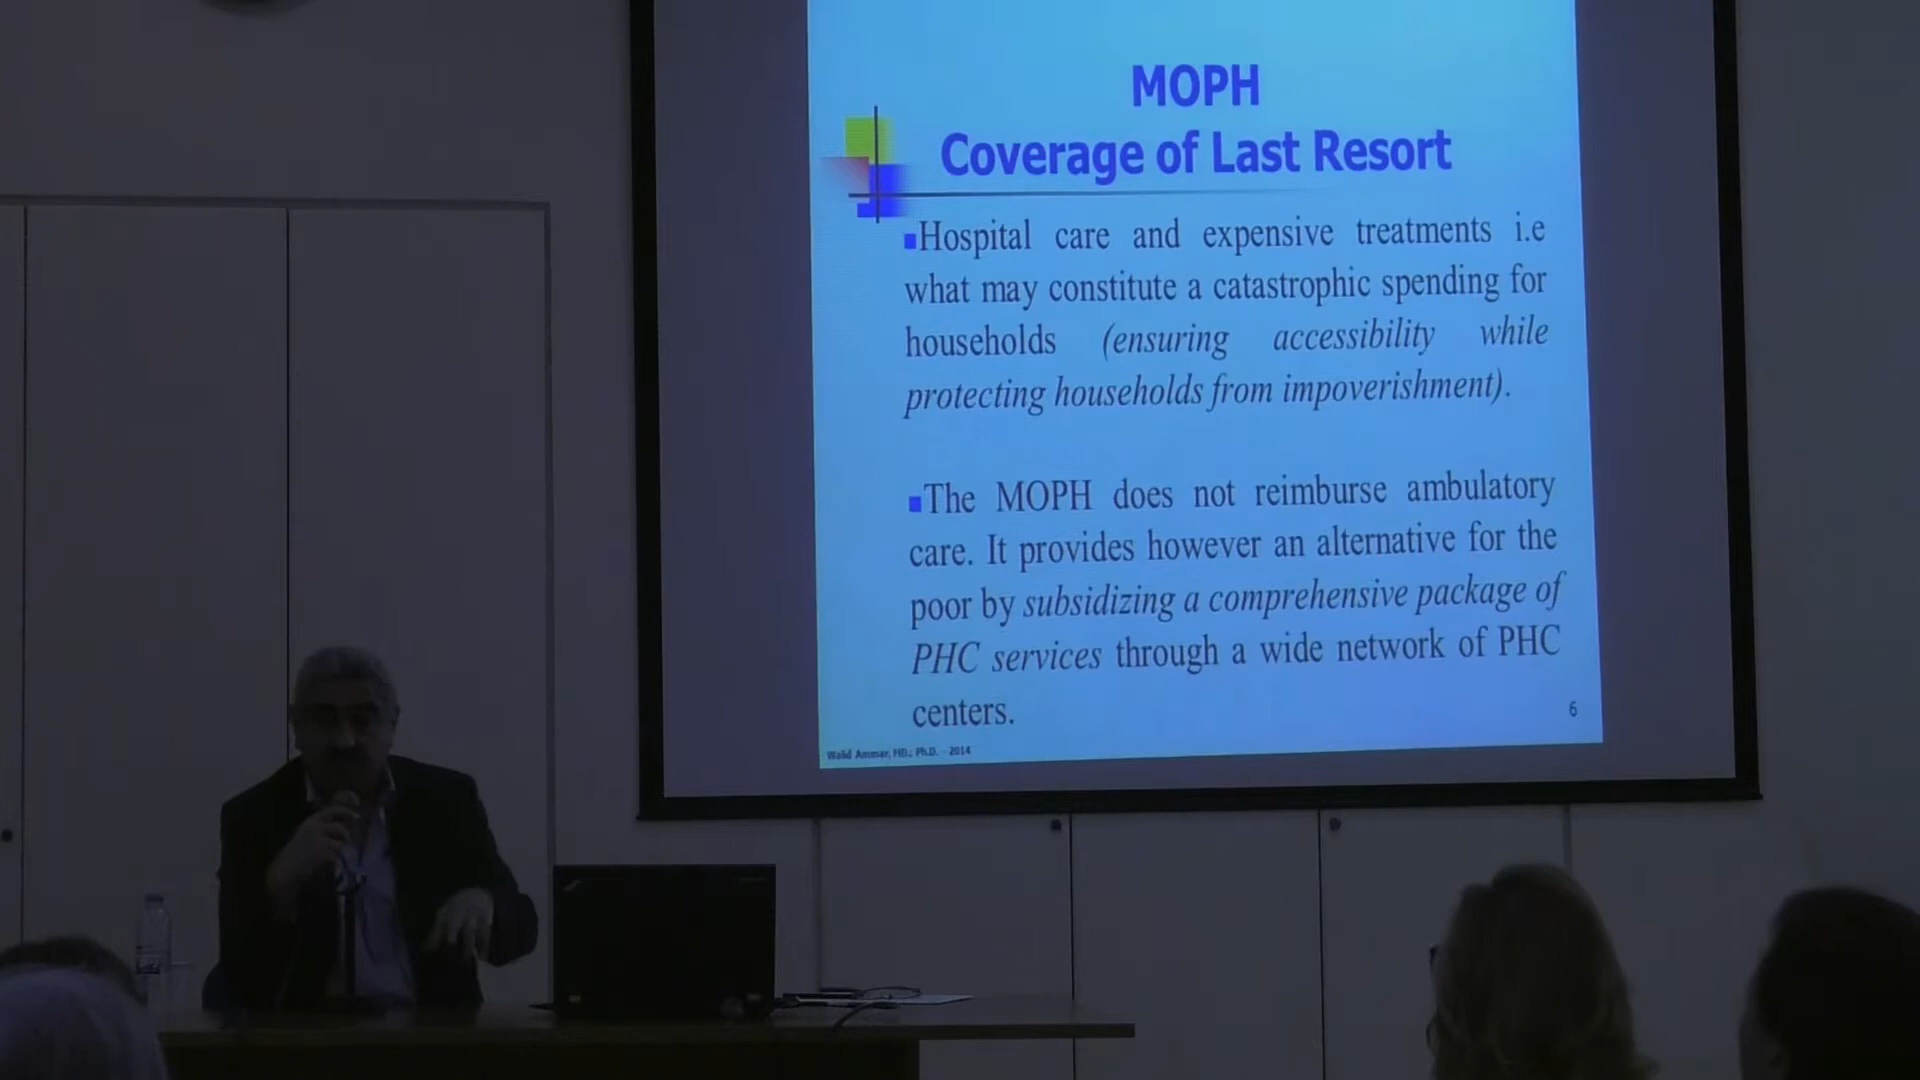 MOPH
Coverage of Last Resort
Hospital care and expensive treatments i.e
what may constitute a catastrophic spending for
households (ensuring accessibility while
protecting households from impoverishment).
The MOPH does not reimburse ambulatory
care. It provides however an alternative for the
poor by subsidizing a comprehensive package of
PHC services through a wide network of PHC
centers.
6
Walid Ammar, MD.; Ph.D. - 2014